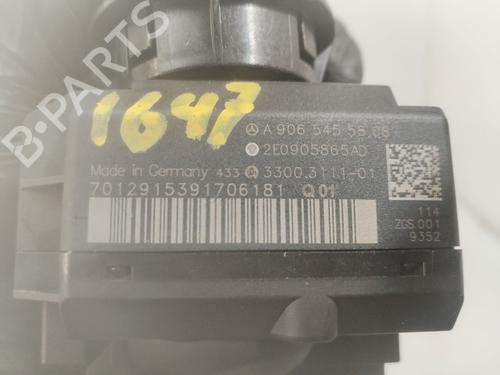 1647
A 906 545 58 08
2E0905865AD
Made in Germany 433 3300.3111-01
7012915391706181 Q01
114
ZGS 001
9352
B-PARTS